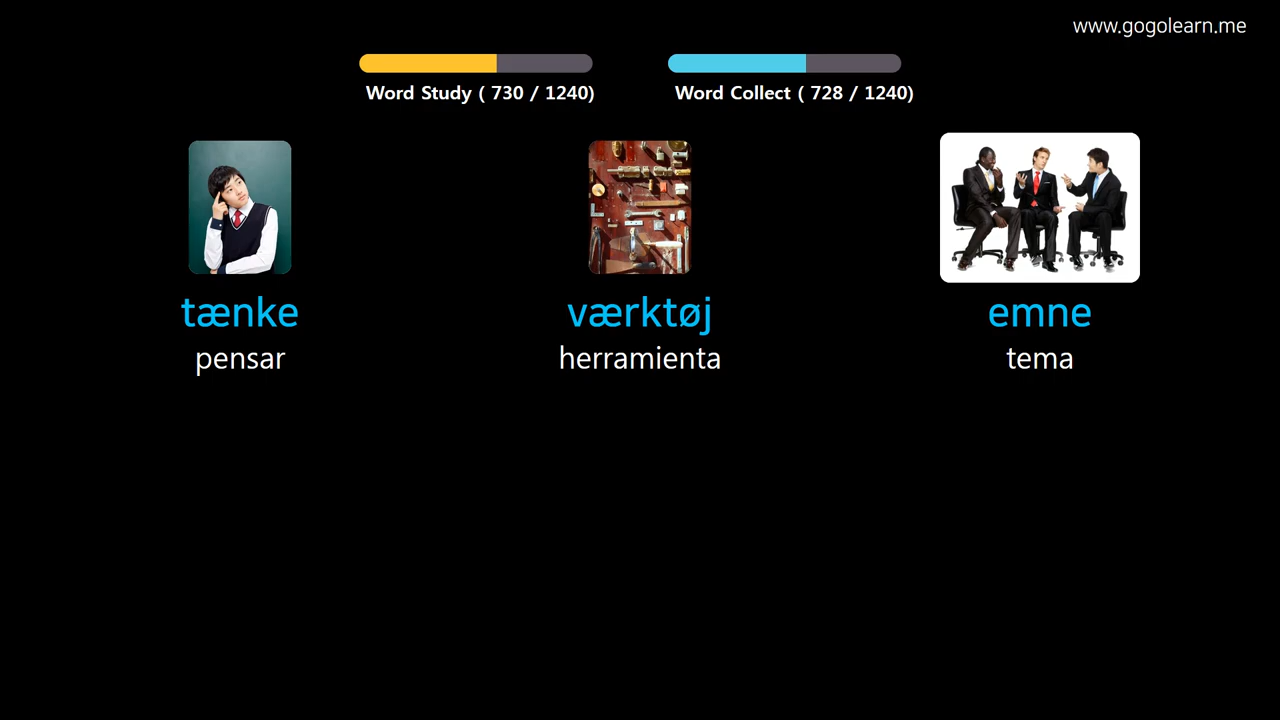 www.gogolearn.me
Word Study ( 730 / 1240)
Word Collect ( 728 / 1240)
tænke
værktøj
emne
pensar
herramienta
tema